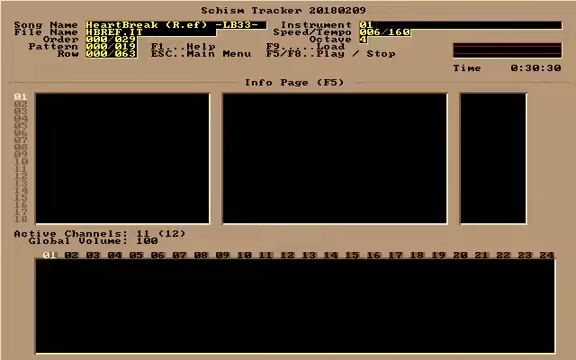 Schism Tracker 20180209
Song Name HeartBreak (R.ef) -LB33- Instrument 01
File Name HBREF.IT Speed/Tempo 006/160
Order 000/029 Octave 4
Pattern 000/019 F1...Help F9.....Load
Row 000/063 ESC..Main Menu F5/F8..Play / Stop
Time 0:30:30
Info Page (F5)
01
02
03
04
05
06
07
08
09
10
11
12
13
14
15
16
17
18
Active Channels: 11 (12)
Global Volume: 100
01 02 03 04 05 06 07 08 09 10 11 12 13 14 15 16 17 18 19 20 21 22 23 24